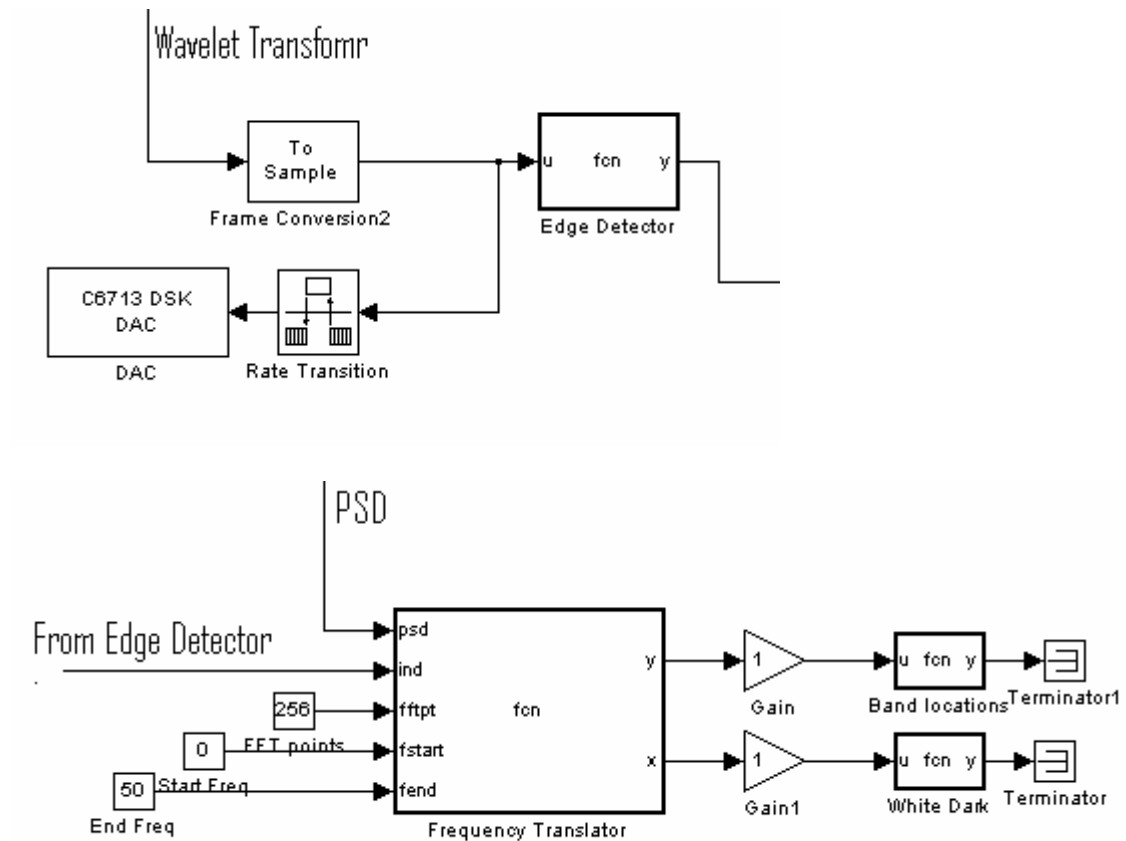 Wavelet Transfomr
To
Sample
Frame Conversion2
u fcn y
Edge Detector
C6713 DSK
DAC
DAC
Rate Transition
PSD
From Edge Detector
psd
ind
fftpt
fstart
fend
fcn
y
x
Frequency Translator
256
FFT points
0
Start Freq
50
End Freq
1
Gain
u fcn y
Band locations
Terminator1
1
Gain1
u fcn y
White Dark
Terminator